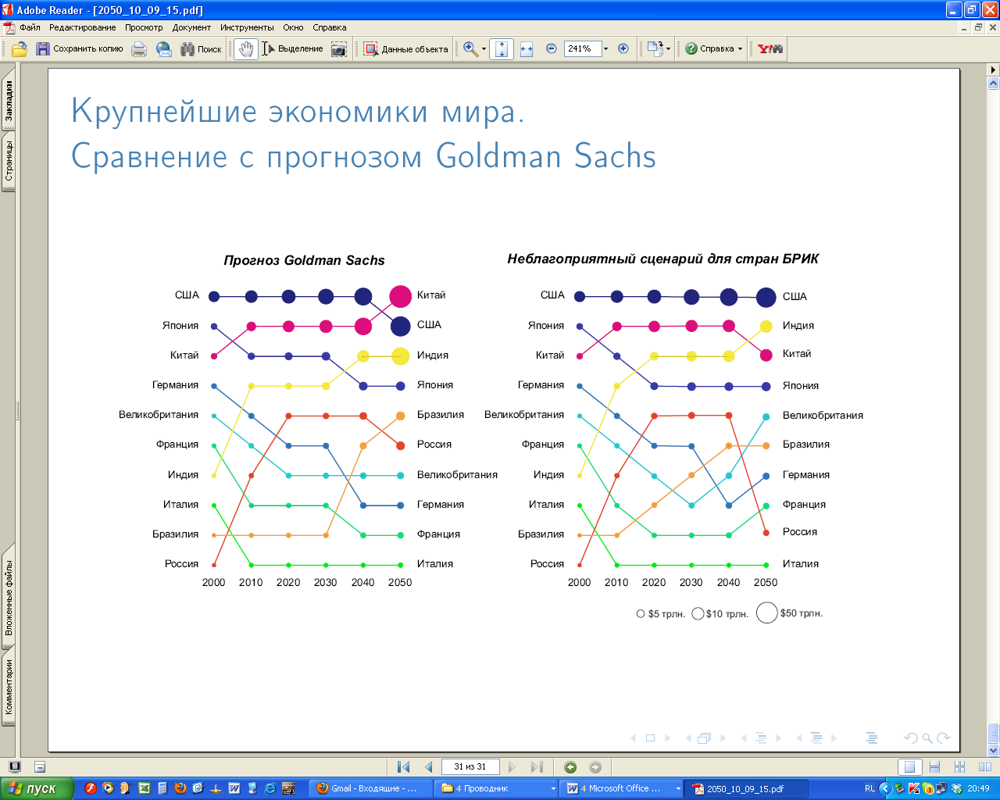 Adobe Reader - [2050_10_09_15.pdf]
Файл Редактирование Просмотр Документ Инструменты Окно Справка
Сохранить копию Поиск Выделение Данные объекта 241% Справка Y!
Закладки
Страницы
Вложенные файлы
Комментарии
Крупнейшие экономики мира.
Сравнение с прогнозом Goldman Sachs
Прогноз Goldman Sachs
США Китай
Япония США
Китай Индия
Германия Япония
Великобритания Бразилия
Франция Россия
Индия Великобритания
Италия Германия
Бразилия Франция
Россия Италия
2000 2010 2020 2030 2040 2050
Неблагоприятный сценарий для стран БРИК
США США
Япония Индия
Китай Китай
Германия Япония
Великобритания Великобритания
Франция Бразилия
Индия Германия
Италия Франция
Бразилия Россия
Россия Италия
2000 2010 2020 2030 2040 2050
$5 трлн. $10 трлн. $50 трлн.
31 из 31
пуск Gmail - Входящие - ... 4 Проводник 4 Microsoft Office ... 2050_10_09_15.pdf RL 20:49